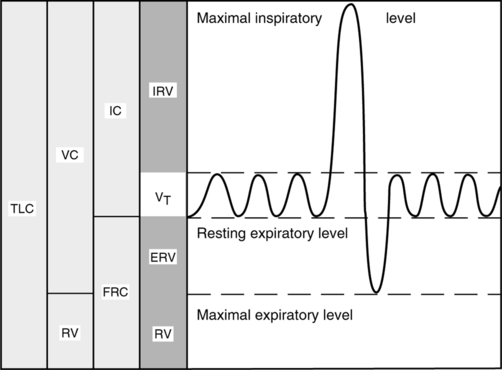 Maximal inspiratory level
IRV
IC
VC
VT
TLC
Resting expiratory level
ERV
FRC
Maximal expiratory level
RV
RV